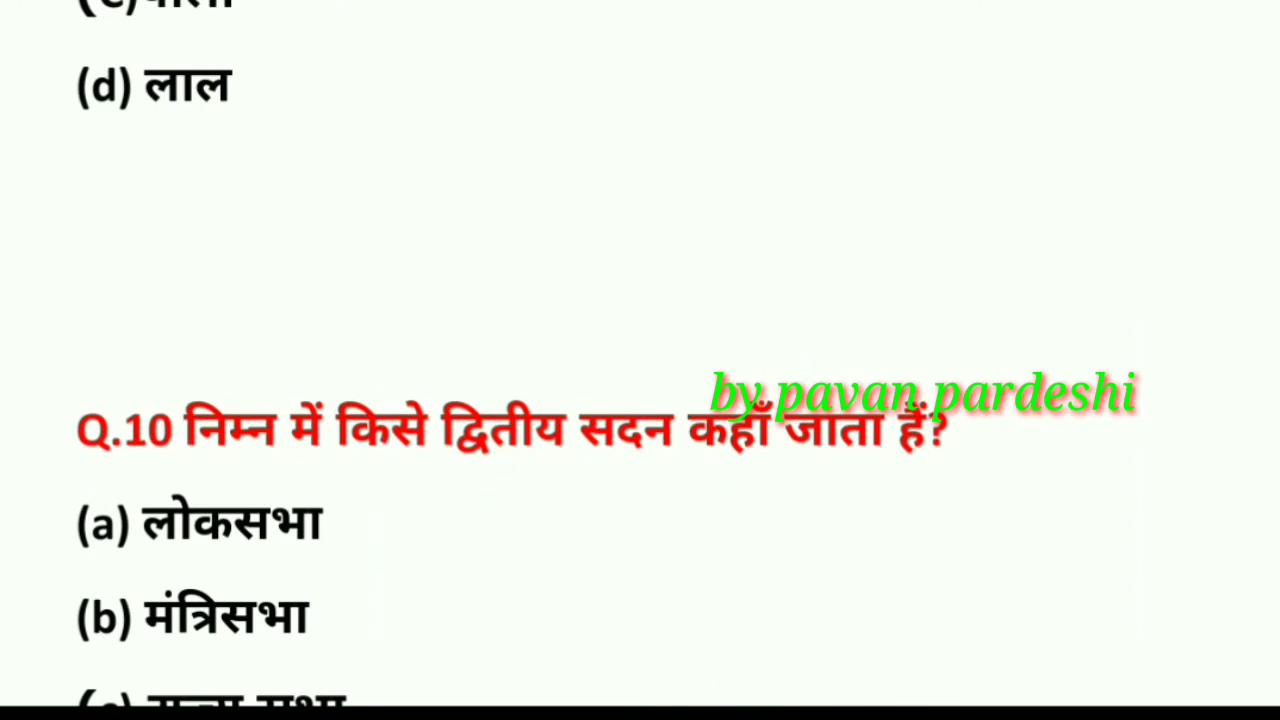 (d) लाल
by pavan pardeshi
Q.10 निम्न में किसे द्वितीय सदन कहाँ जाता हैं?
(a) लोकसभा
(b) मंत्रिसभा